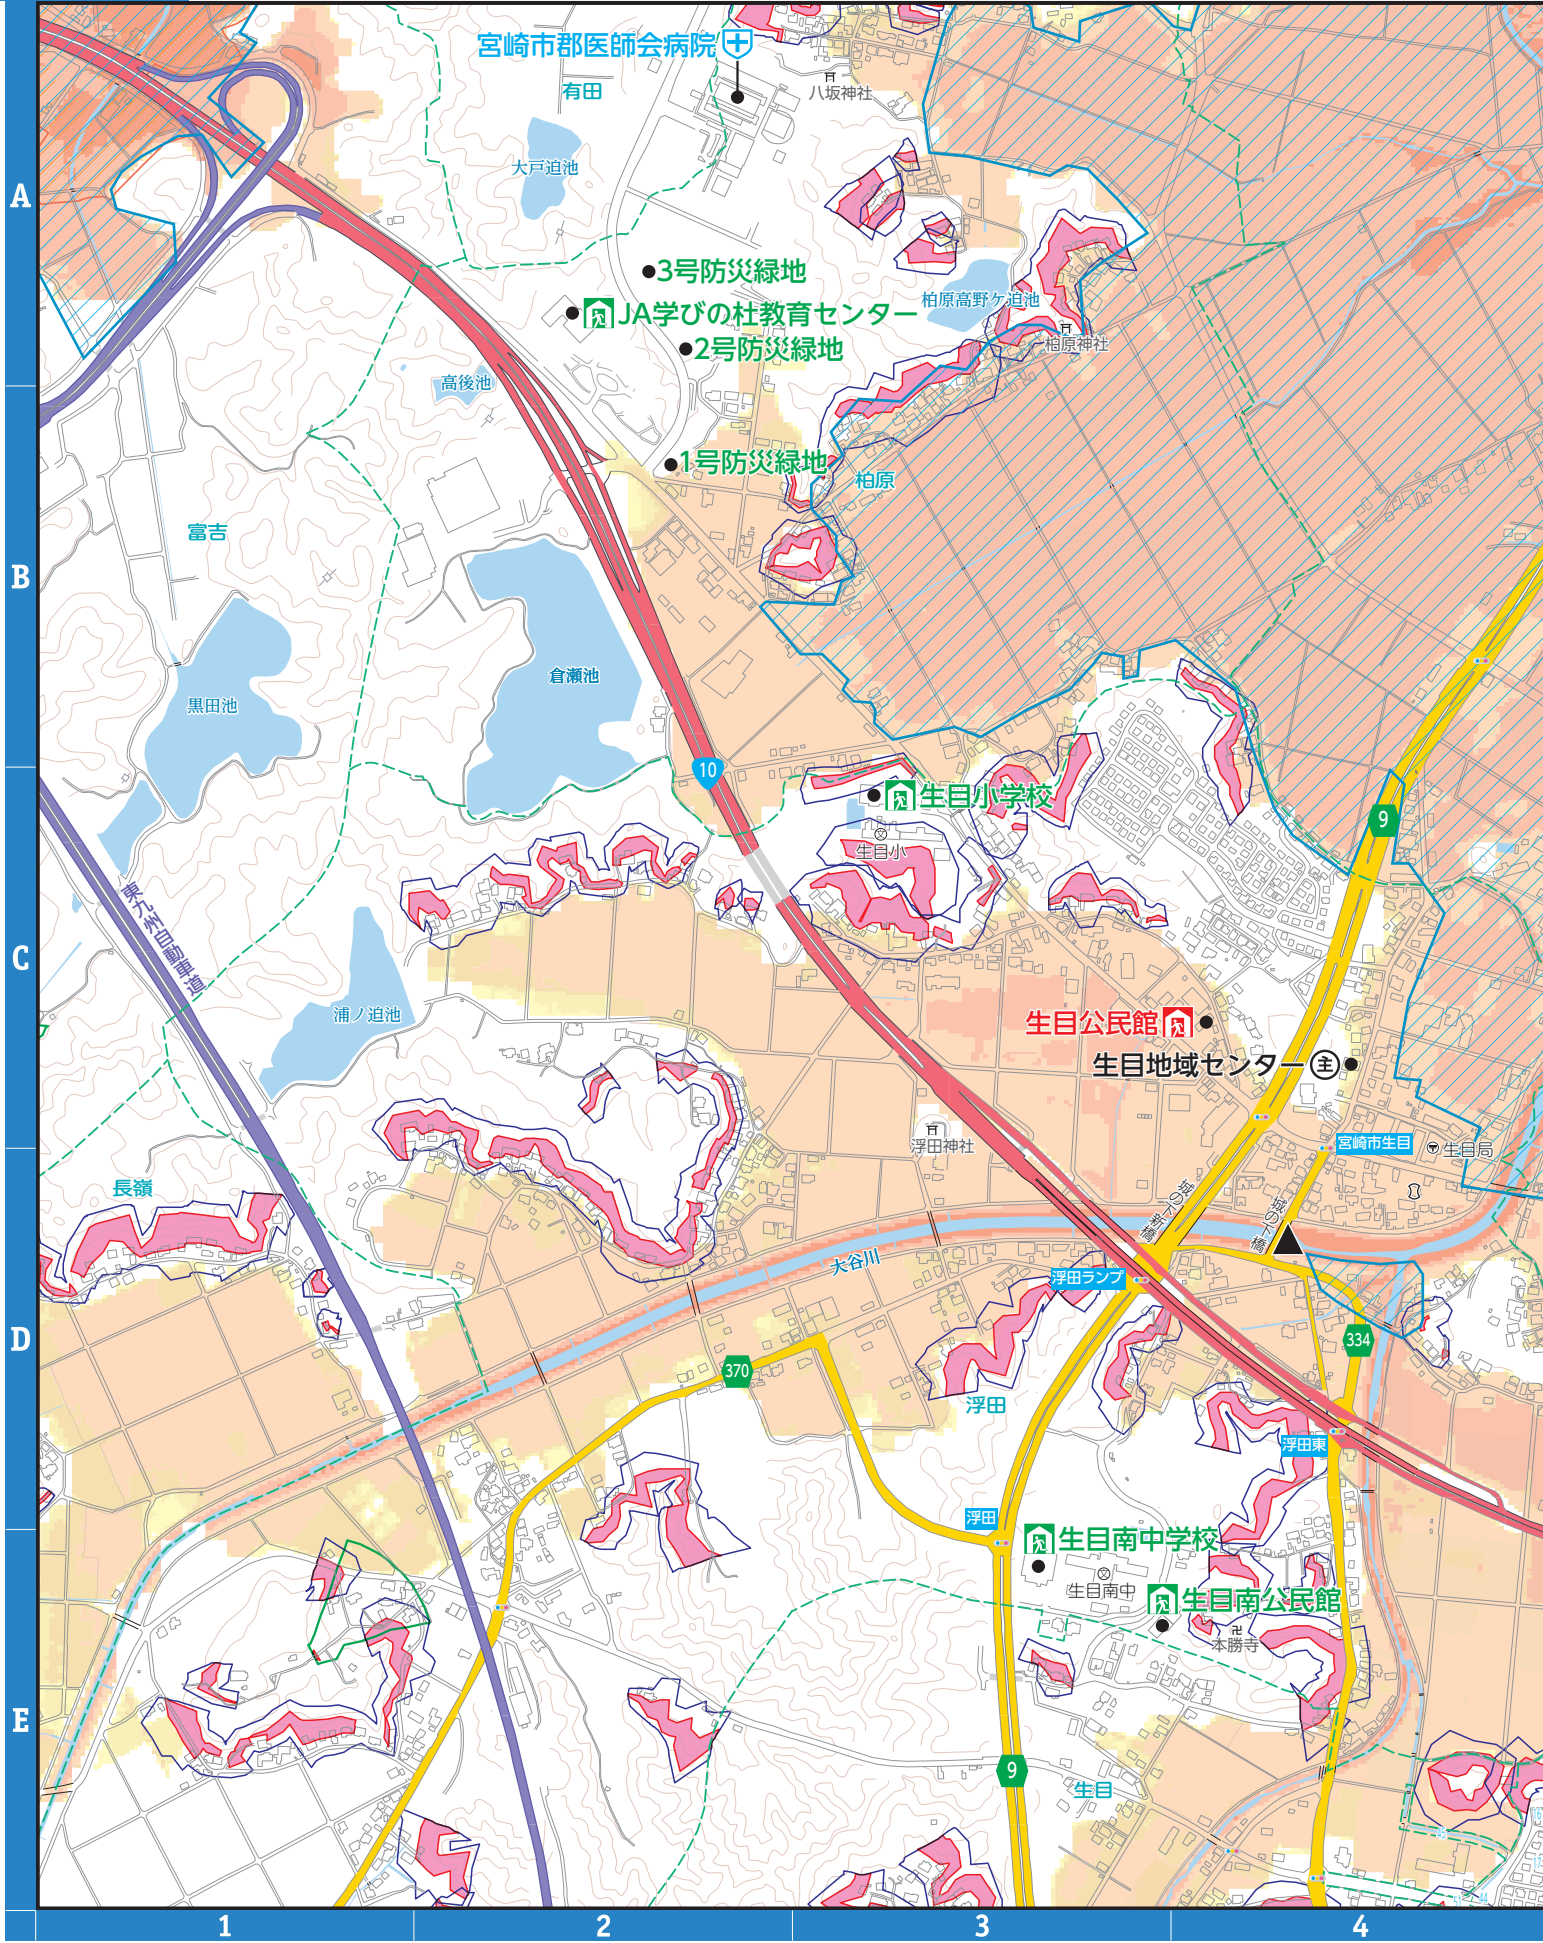 宮崎市郡医師会病院
有田
八坂神社
大戸迫池
A
3号防災緑地
JA学びの杜教育センター
柏原高野ケ迫池
2号防災緑地
柏原神社
高後池
1号防災緑地
柏原
富吉
B
倉瀬池
黒田池
10
生目小学校
9
生目小
東九州自動車道
C
浦ノ迫池
生目公民館
生目地域センター
主
浮田神社
宮崎市生目
生目局
長嶺
城の下新橋
城の下橋
大谷川
浮田ランプ
D
334
370
浮田
浮田東
浮田
生目南中学校
生目南中
生目南公民館
本勝寺
E
9
生目
45
44
1
2
3
4